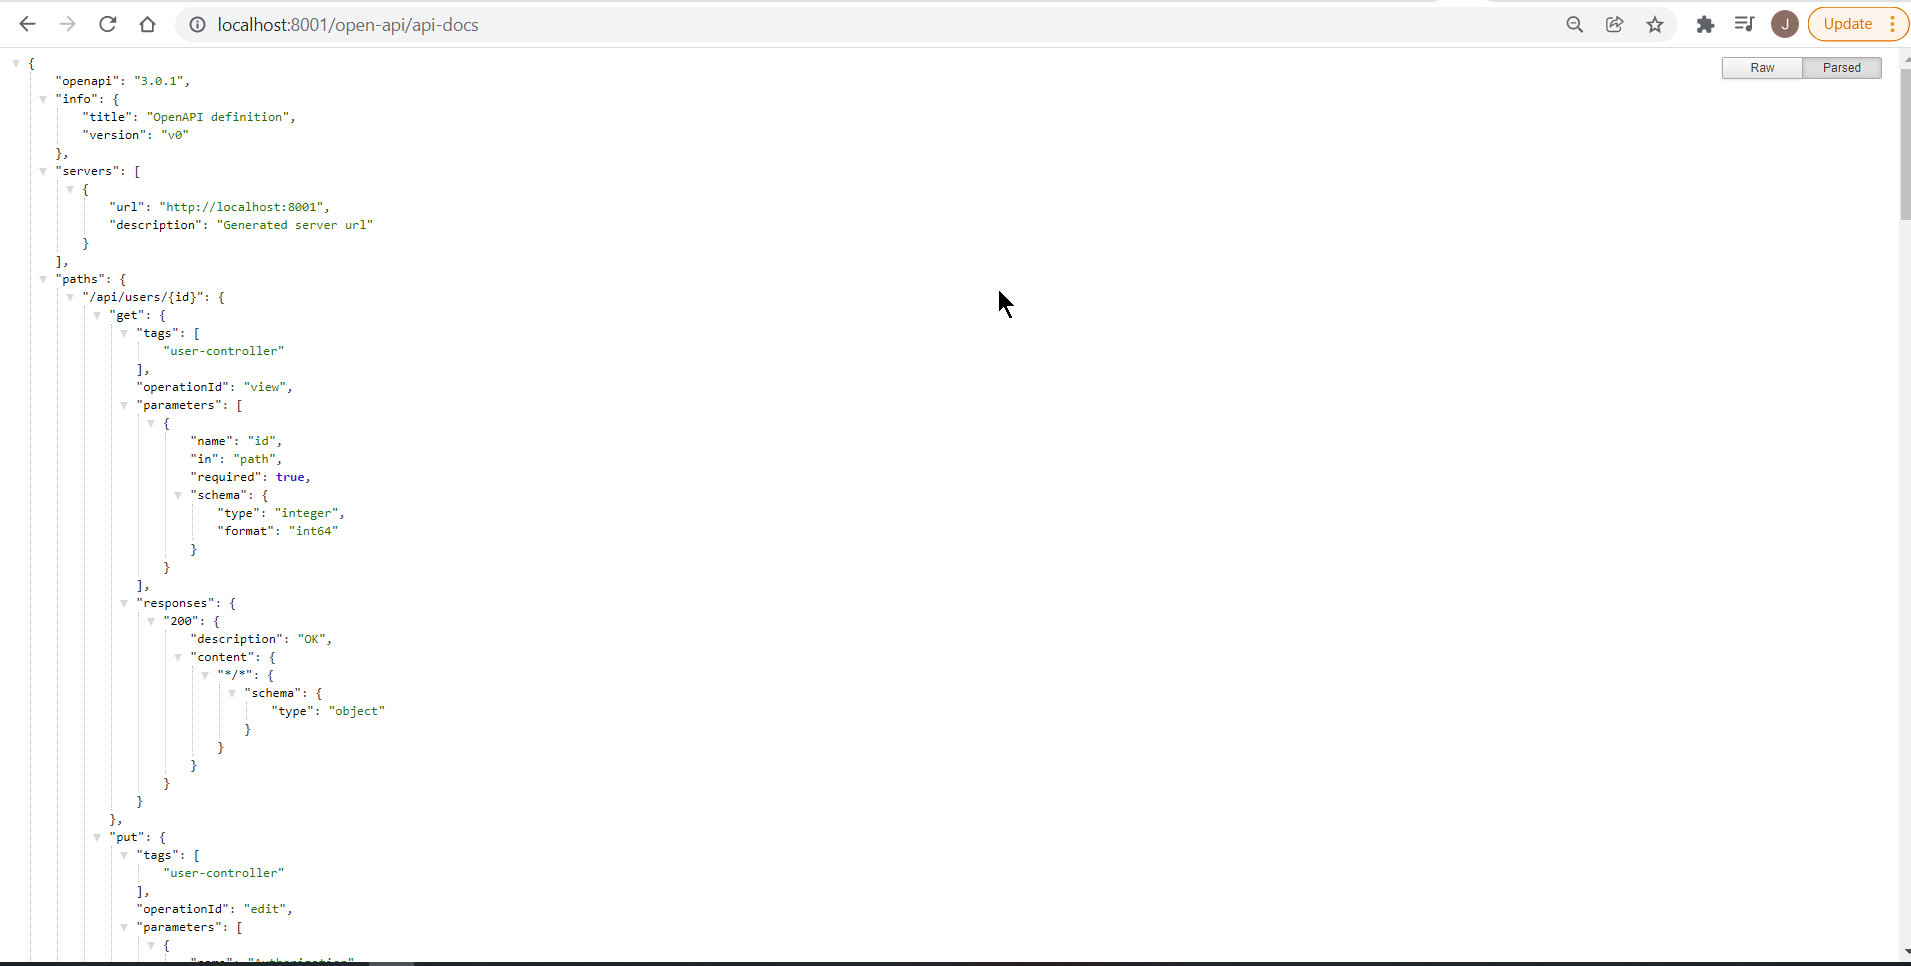 localhost:8001/open-api/api-docs
J
Update
Raw
Parsed
{
"openapi": "3.0.1",
"info": {
"title": "OpenAPI definition",
"version": "v0"
},
"servers": [
{
"url": "http://localhost:8001",
"description": "Generated server url"
}
],
"paths": {
"/api/users/{id}": {
"get": {
"tags": [
"user-controller"
],
"operationId": "view",
"parameters": [
{
"name": "id",
"in": "path",
"required": true,
"schema": {
"type": "integer",
"format": "int64"
}
}
],
"responses": {
"200": {
"description": "OK",
"content": {
"*/*": {
"schema": {
"type": "object"
}
}
}
}
}
},
"put": {
"tags": [
"user-controller"
],
"operationId": "edit",
"parameters": [
{
"name": "Authorization"